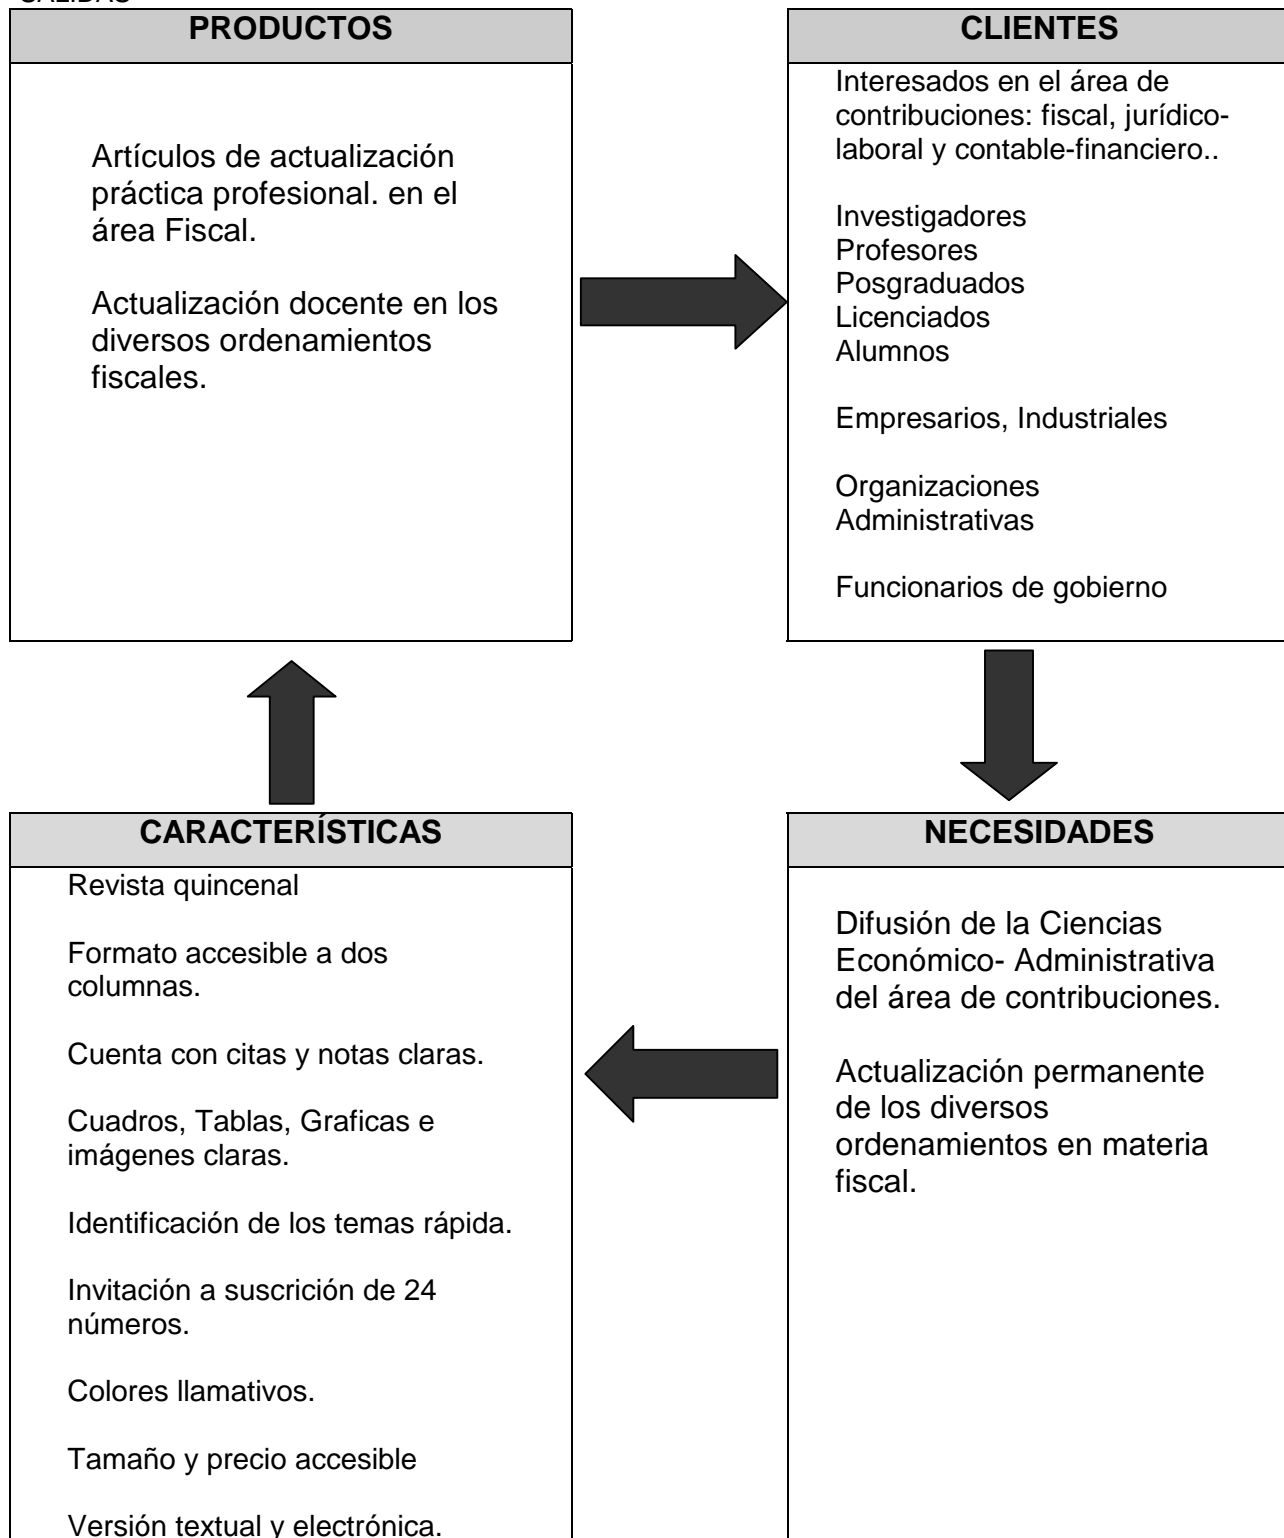 SALIDAS
PRODUCTOS
Artículos de actualización
práctica profesional. en el
área Fiscal.
Actualización docente en los
diversos ordenamientos
fiscales.
CLIENTES
Interesados en el área de
contribuciones: fiscal, jurídico-
laboral y contable-financiero..
Investigadores
Profesores
Posgraduados
Licenciados
Alumnos
Empresarios, Industriales
Organizaciones
Administrativas
Funcionarios de gobierno
CARACTERÍSTICAS
Revista quincenal
Formato accesible a dos
columnas.
Cuenta con citas y notas claras.
Cuadros, Tablas, Graficas e
imágenes claras.
Identificación de los temas rápida.
Invitación a suscrición de 24
números.
Colores llamativos.
Tamaño y precio accesible
Versión textual y electrónica.
NECESIDADES
Difusión de la Ciencias
Económico- Administrativa
del área de contribuciones.
Actualización permanente
de los diversos
ordenamientos en materia
fiscal.